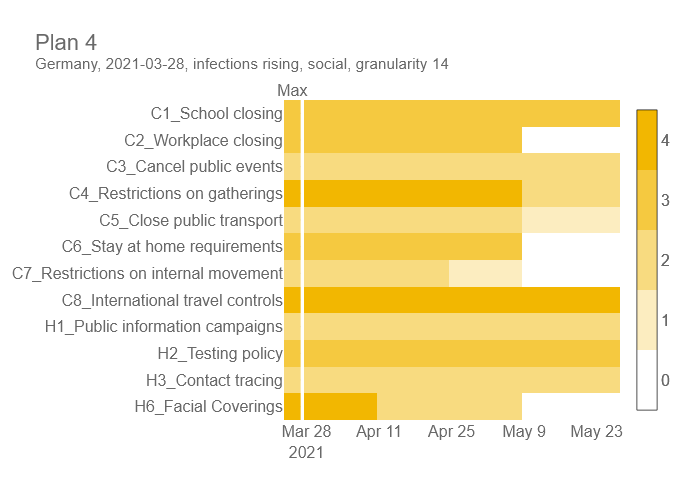 Plan 4
Germany, 2021-03-28, infections rising, social, granularity 14
Max
C1_School closing
C2_Workplace closing
C3_Cancel public events
C4_Restrictions on gatherings
C5_Close public transport
C6_Stay at home requirements
C7_Restrictions on internal movement
C8_International travel controls
H1_Public information campaigns
H2_Testing policy
H3_Contact tracing
H6_Facial Coverings
Mar 28 Apr 11 Apr 25 May 9 May 23
2021
4
3
2
1
0